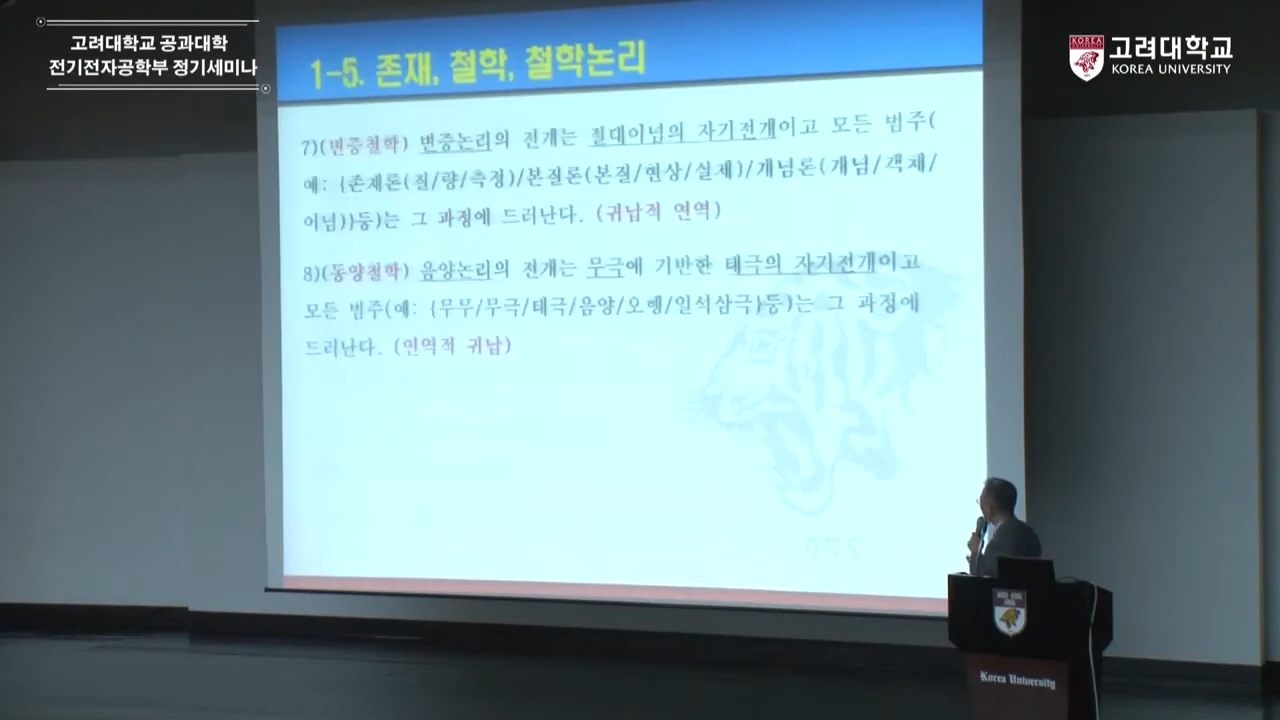 고려대학교 공과대학
전기전자공학부 정기세미나
고려대학교
KOREA UNIVERSITY
KOREA
1-5. 존재, 철학, 철학논리
7)(변증철학) 변증논리의 전개는 절대이념의 자기전개이고 모든 범주(
예: {존재론(질/량/측정)/본질론(본질/현상/실제)/개념론(개념/객체/
이념)}등)는 그 과정에 드러난다. (귀납적 연역)
8)(동양철학) 음양논리의 전개는 무극에 기반한 태극의 자기전개이고
모든 범주(예: {무무/무극/태극/음양/오행/일석삼극}등)는 그 과정에
드러난다. (연역적 귀납)
Korea University